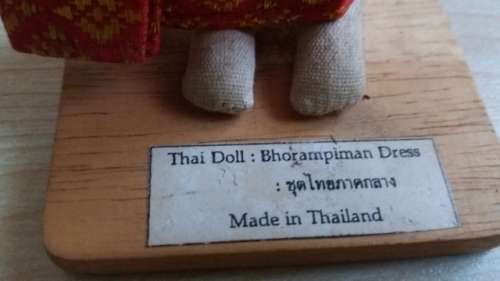 Thai Doll : Bhorampiman Dress
: ชุดไทยภาคกลาง
Made in Thailand